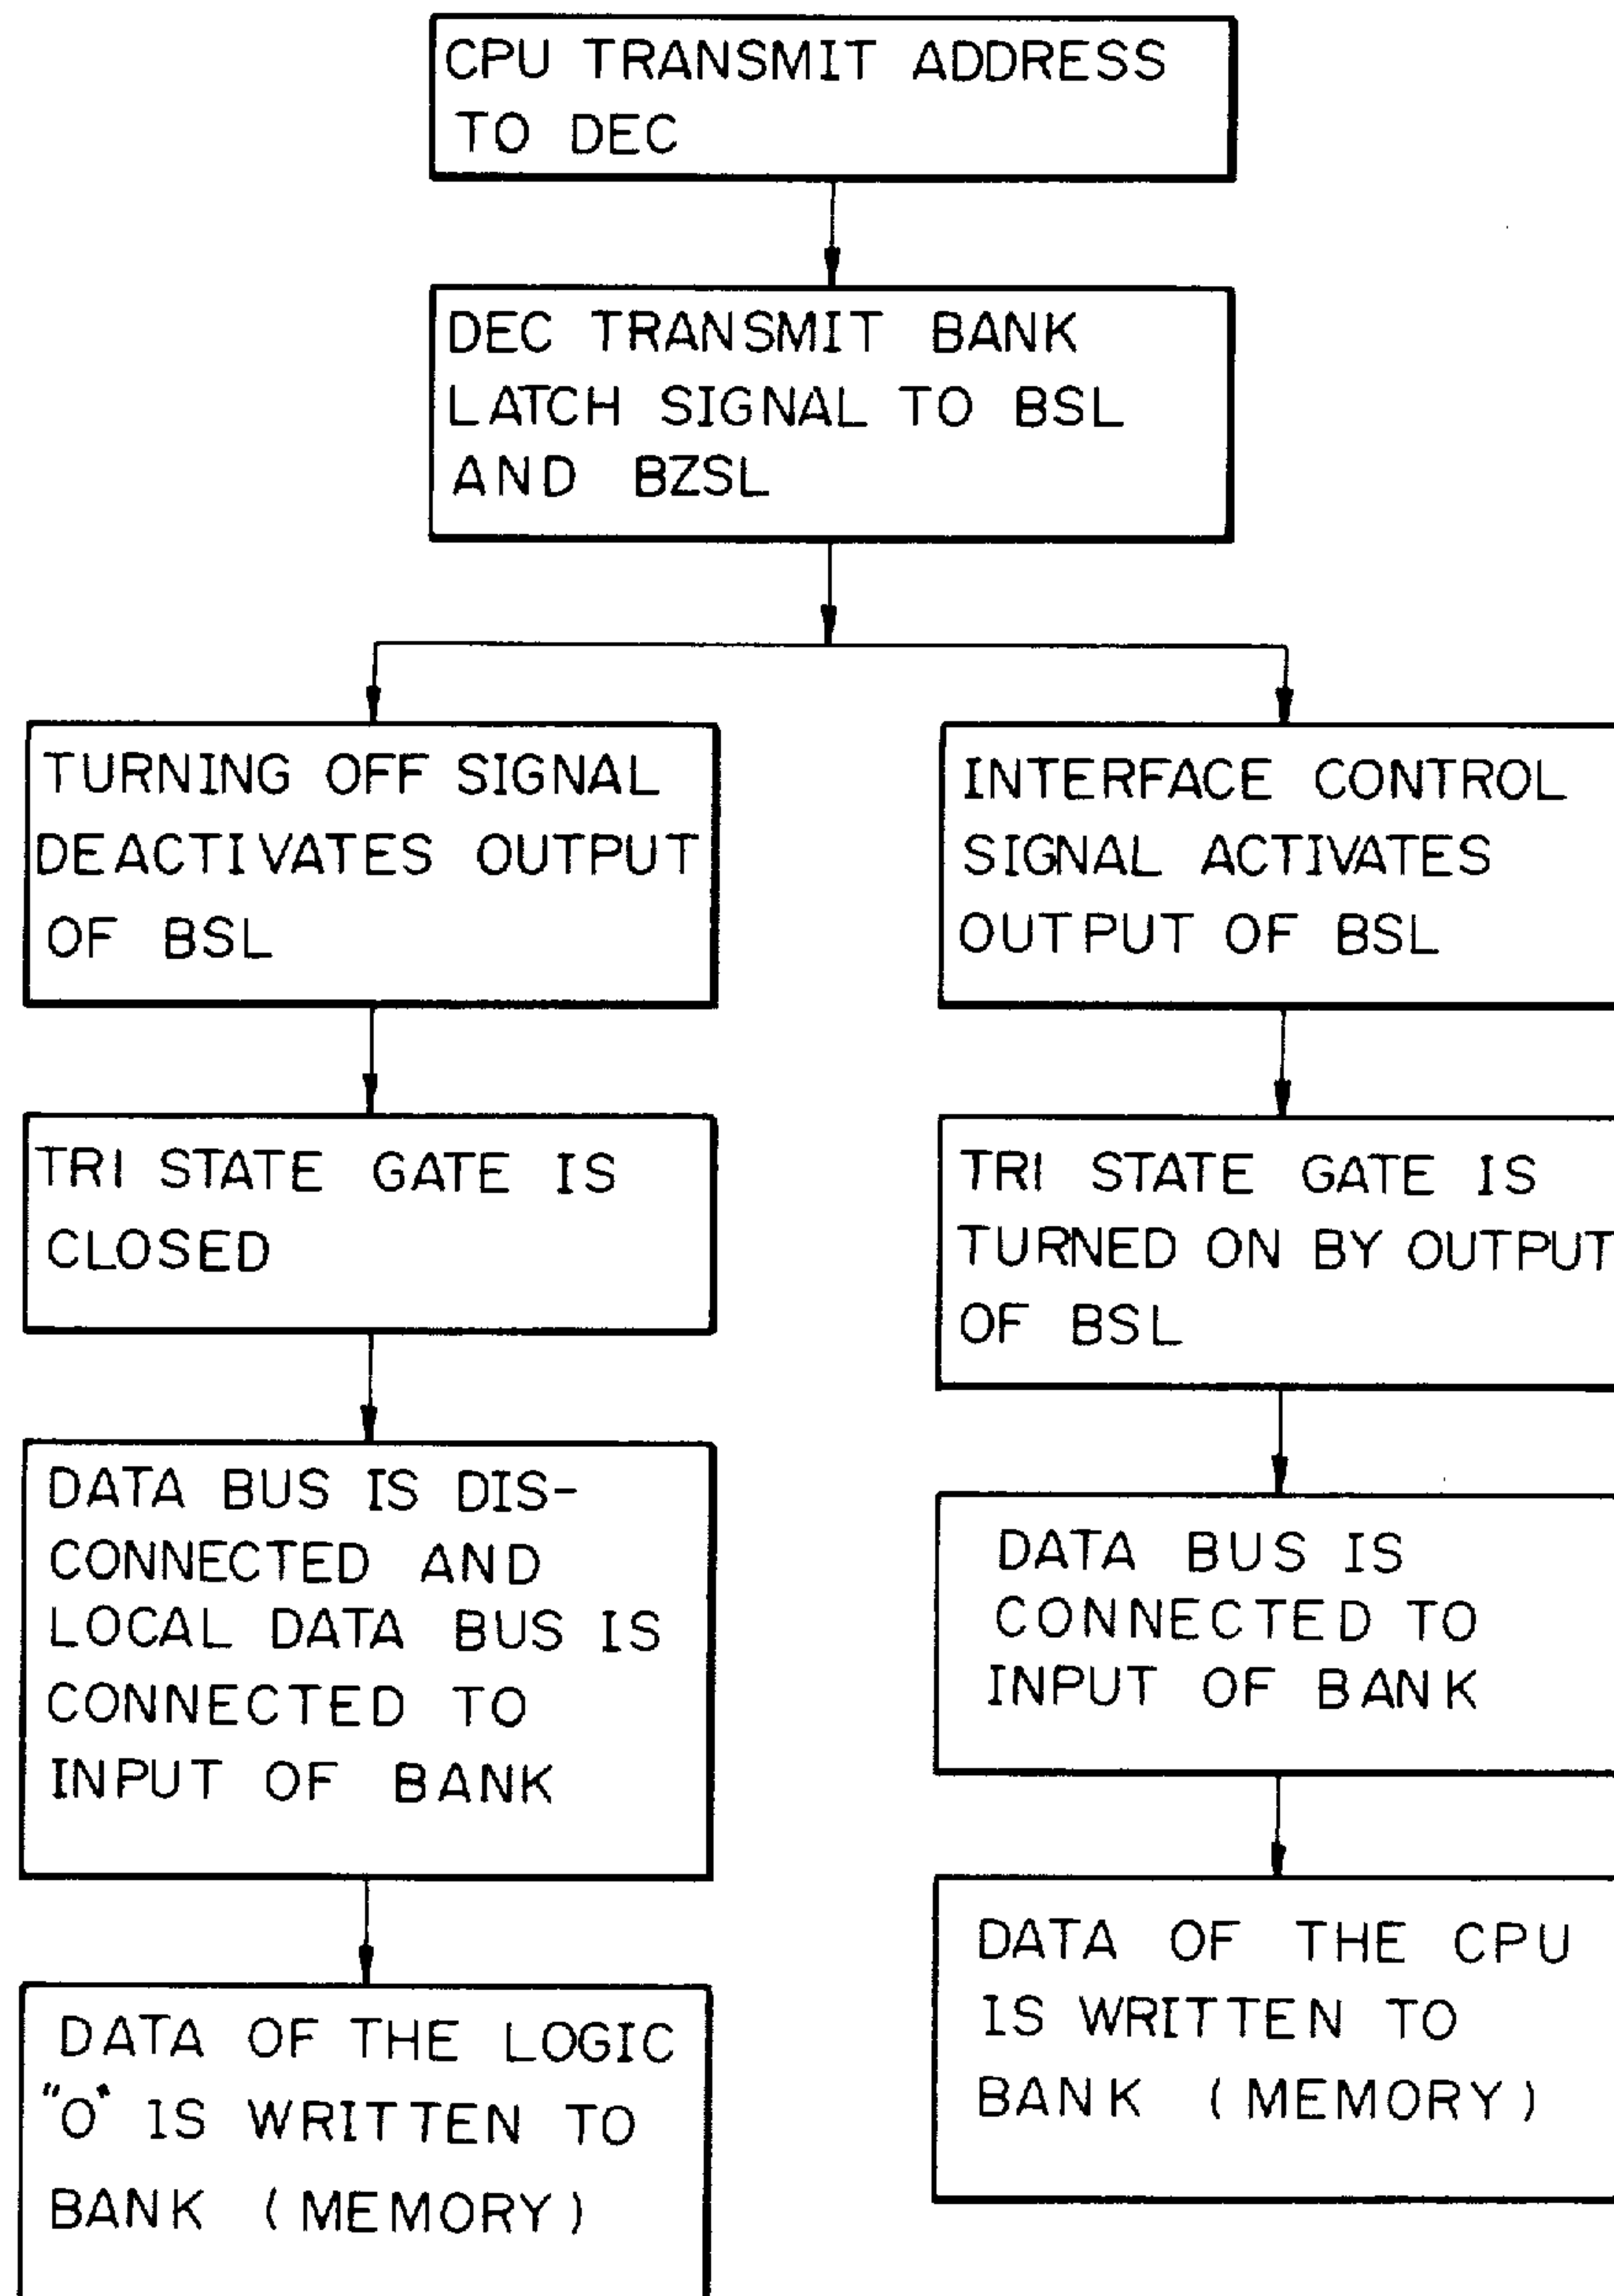 CPU TRANSMIT ADDRESS
TO DEC
DEC TRANSMIT BANK
LATCH SIGNAL TO BSL
AND BZSL
TURNING OFF SIGNAL
DEACTIVATES OUTPUT
OF BSL
TRI STATE GATE IS
CLOSED
DATA BUS IS DIS-
CONNECTED AND
LOCAL DATA BUS IS
CONNECTED TO
INPUT OF BANK
DATA OF THE LOGIC
"O" IS WRITTEN TO
BANK (MEMORY)
INTERFACE CONTROL
SIGNAL ACTIVATES
OUTPUT OF BSL
TRI STATE GATE IS
TURNED ON BY OUTPUT
OF BSL
DATA BUS IS
CONNECTED TO
INPUT OF BANK
DATA OF THE CPU
IS WRITTEN TO
BANK (MEMORY)